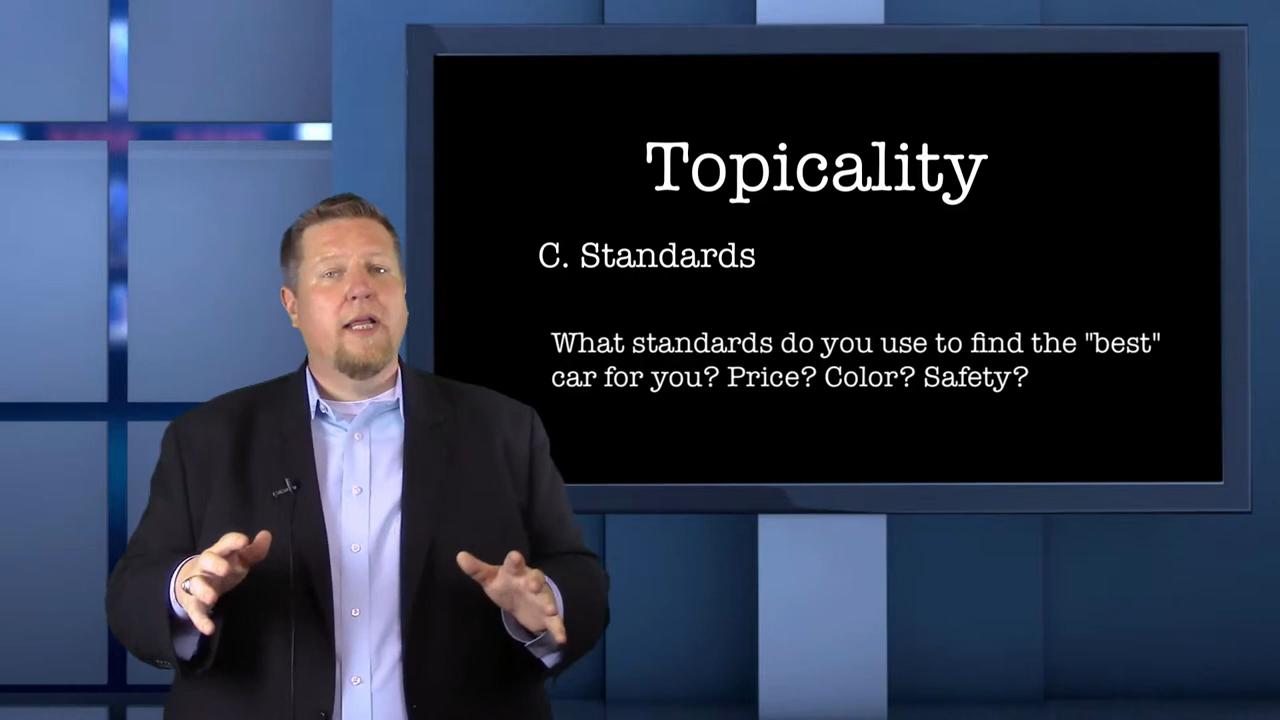 Topicality
C. Standards
What standards do you use to find the "best"
car for you? Price? Color? Safety?